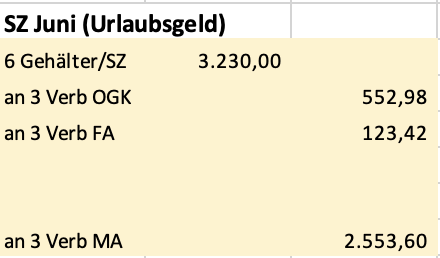 SZ Juni (Urlaubsgeld)
6 Gehälter/SZ 3.230,00
an 3 Verb OGK 552,98
an 3 Verb FA 123,42
an 3 Verb MA 2.553,60